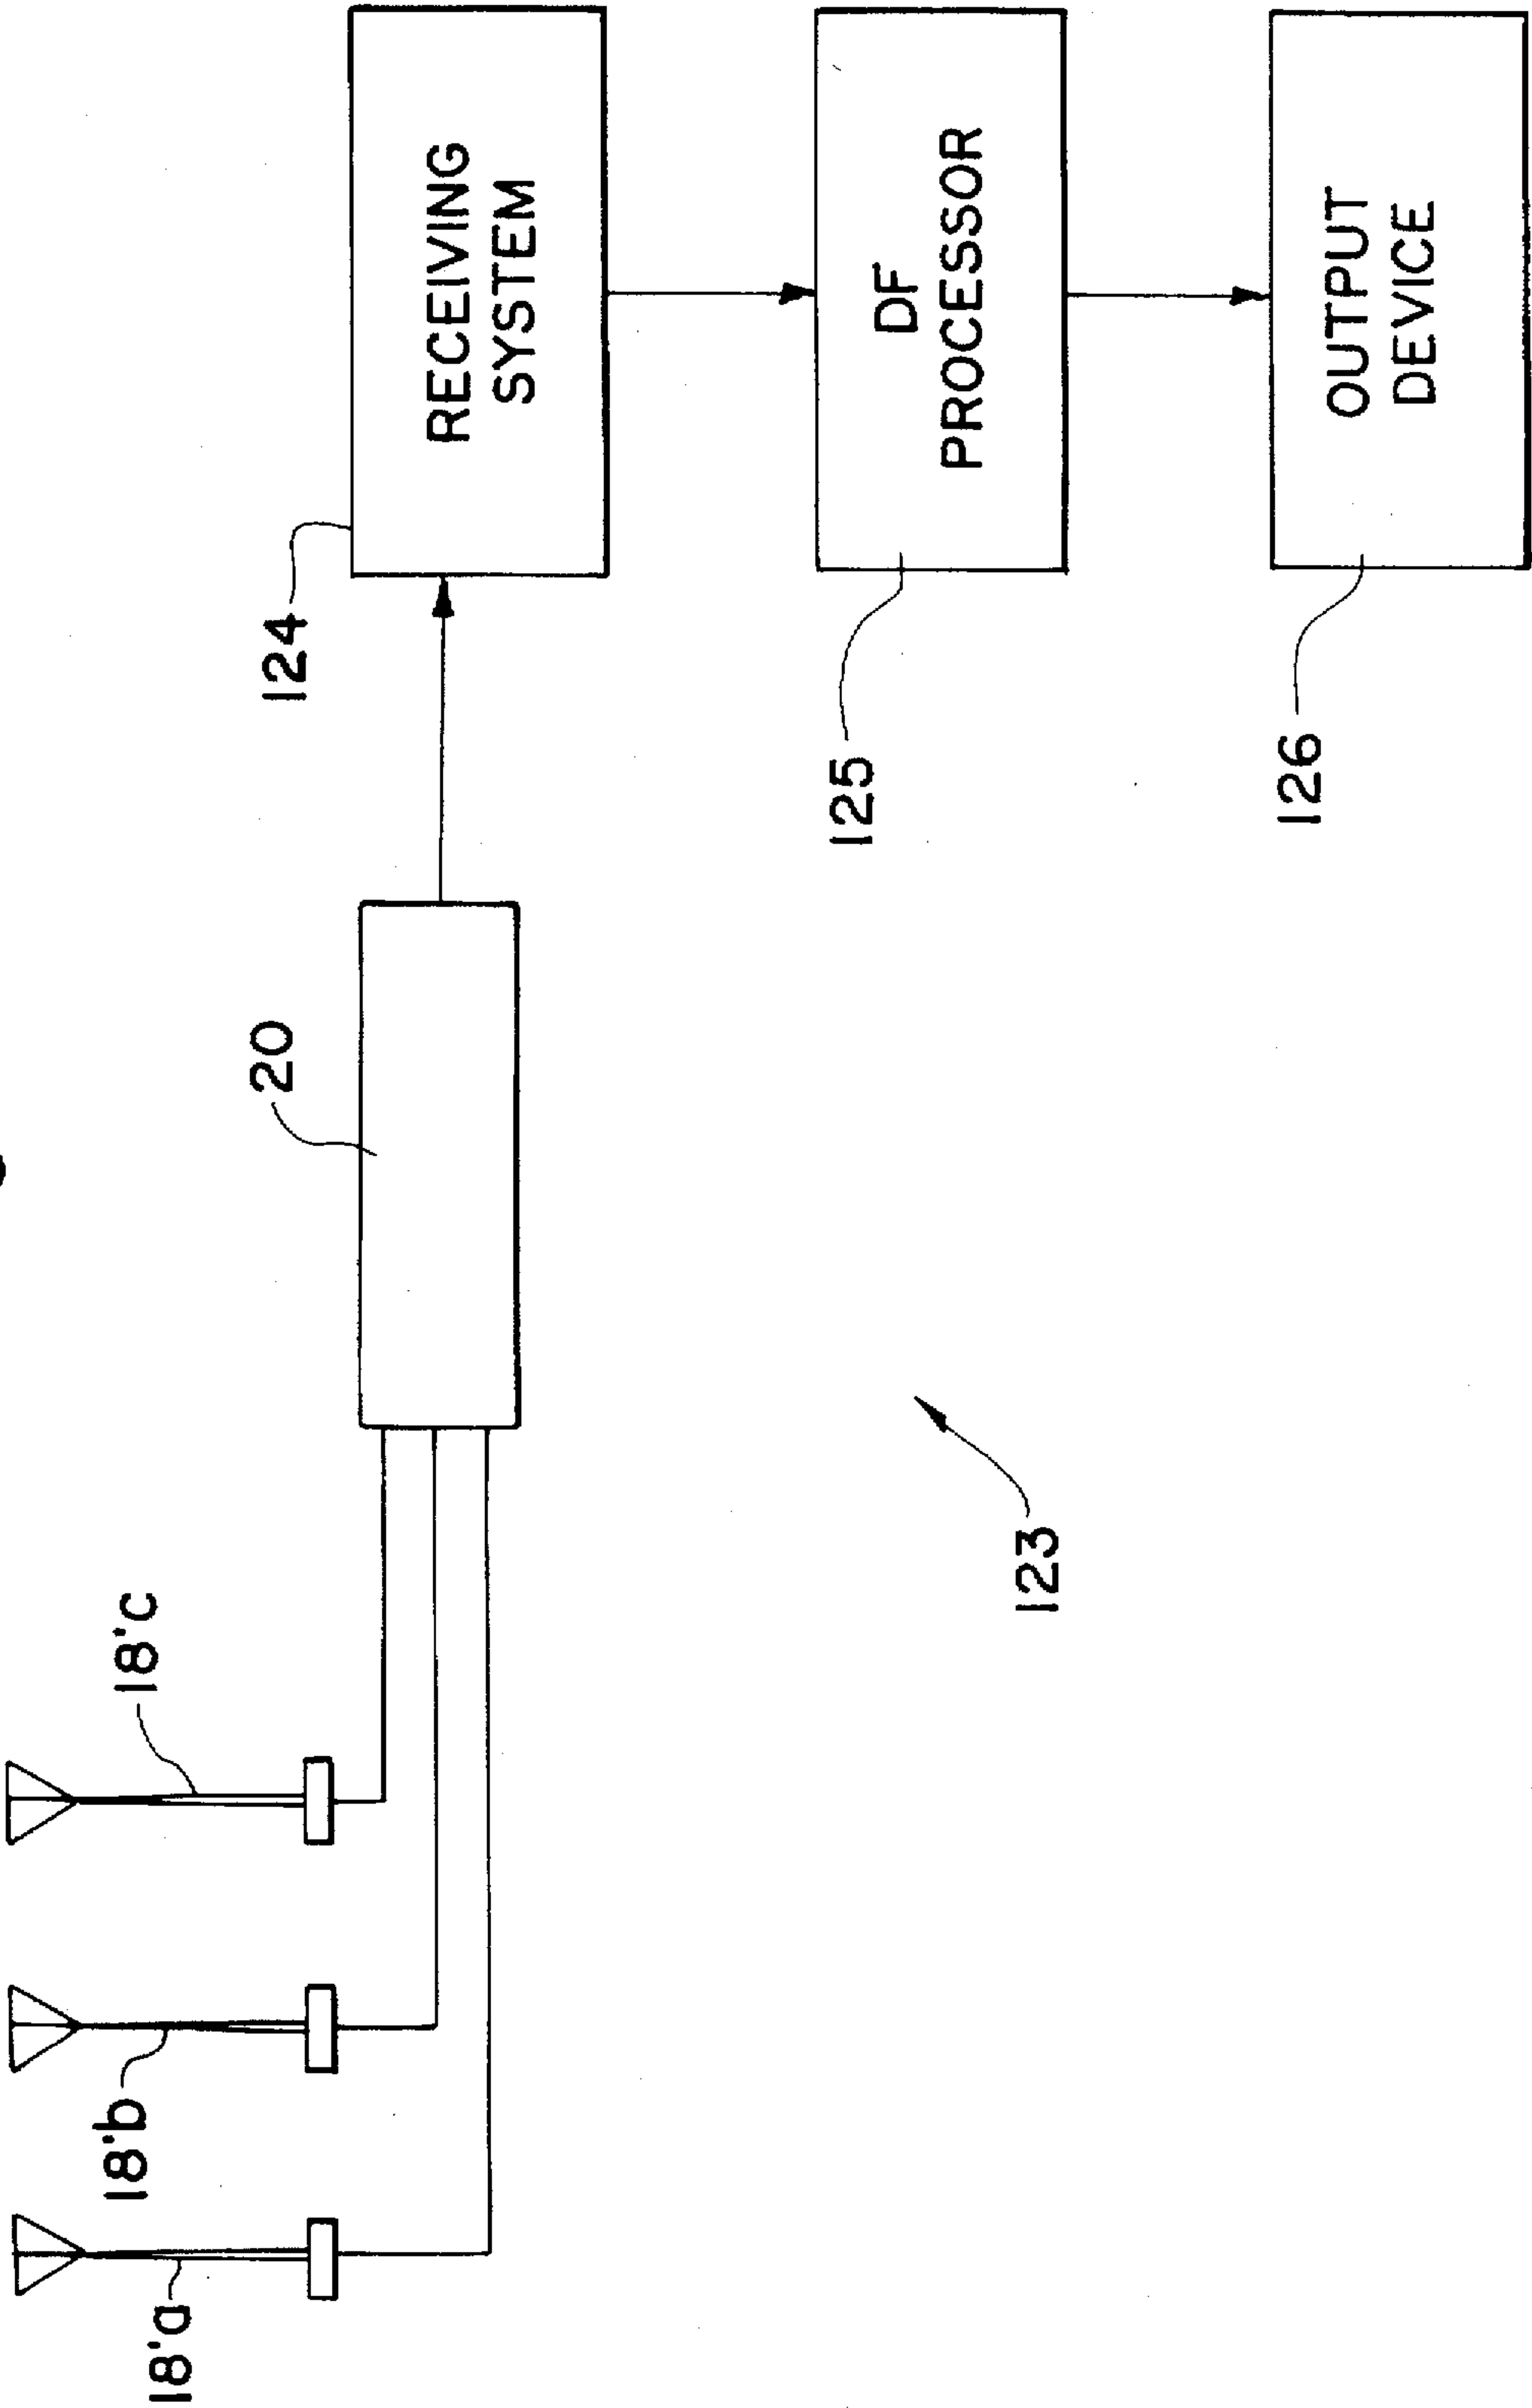 18'a
18'b
18'c
20
124
RECEIVING
SYSTEM
125
DF
PROCESSOR
126
OUTPUT
DEVICE
123